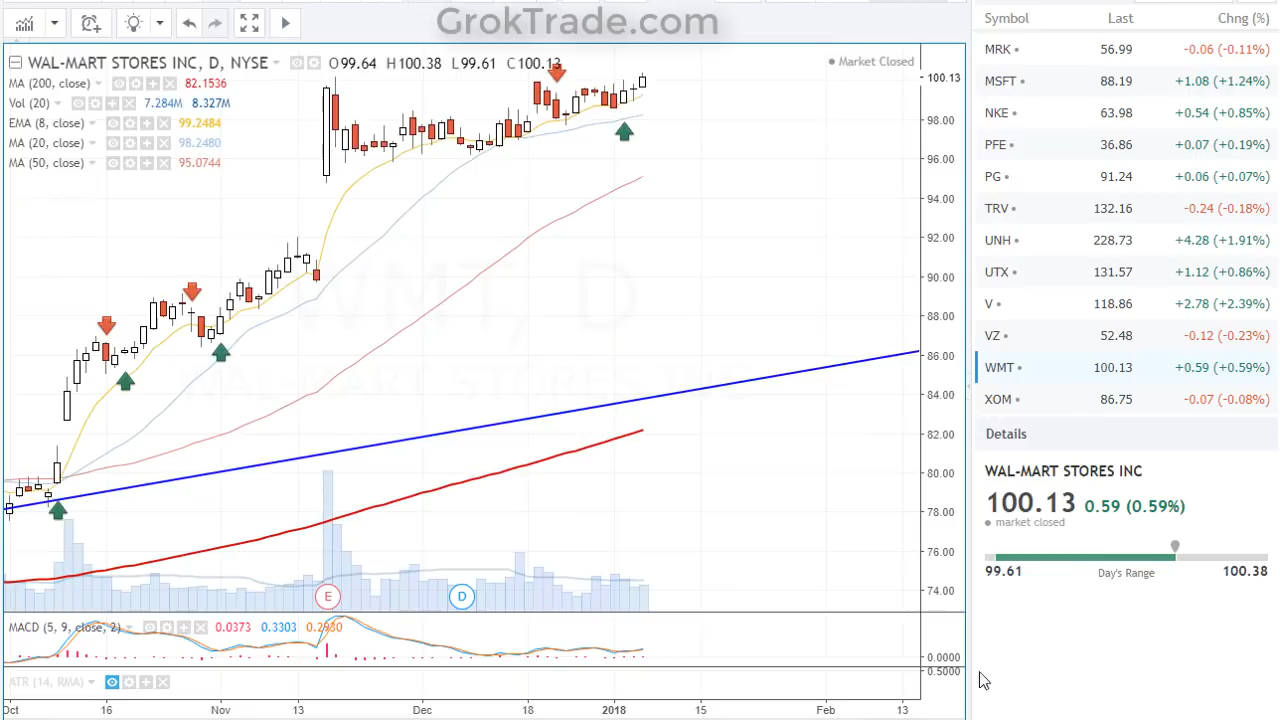 GrokTrade.com
WAL-MART STORES INC, D, NYSE O99.64 H100.38 L99.61 C100.13
Market Closed
MA (200, close) 82.1536
Vol (20) 7.284M 8.327M
EMA (8, close) 99.2484
MA (20, close) 98.2480
MA (50, close) 95.0744
WMT, D
WAL-MART STORES INC
100.13
98.00
96.00
94.00
92.00
90.00
88.00
86.00
84.00
82.00
80.00
78.00
76.00
74.00
E
D
MACD (5, 9, close, 2) 0.0373 0.3303 0.2930
0.0000
0.5000
ATR (14, RMA)
Oct 16 Nov 13 Dec 18 2018 15 Feb 13
Symbol Last Chng (%)
MRK 56.99 -0.06 (-0.11%)
MSFT 88.19 +1.08 (+1.24%)
NKE 63.98 +0.54 (+0.85%)
PFE 36.86 +0.07 (+0.19%)
PG 91.24 +0.06 (+0.07%)
TRV 132.16 -0.24 (-0.18%)
UNH 228.73 +4.28 (+1.91%)
UTX 131.57 +1.12 (+0.86%)
V 118.86 +2.78 (+2.39%)
VZ 52.48 -0.12 (-0.23%)
WMT 100.13 +0.59 (+0.59%)
XOM 86.75 -0.07 (-0.08%)
Details
WAL-MART STORES INC
100.13 0.59 (0.59%)
market closed
99.61 Day's Range 100.38